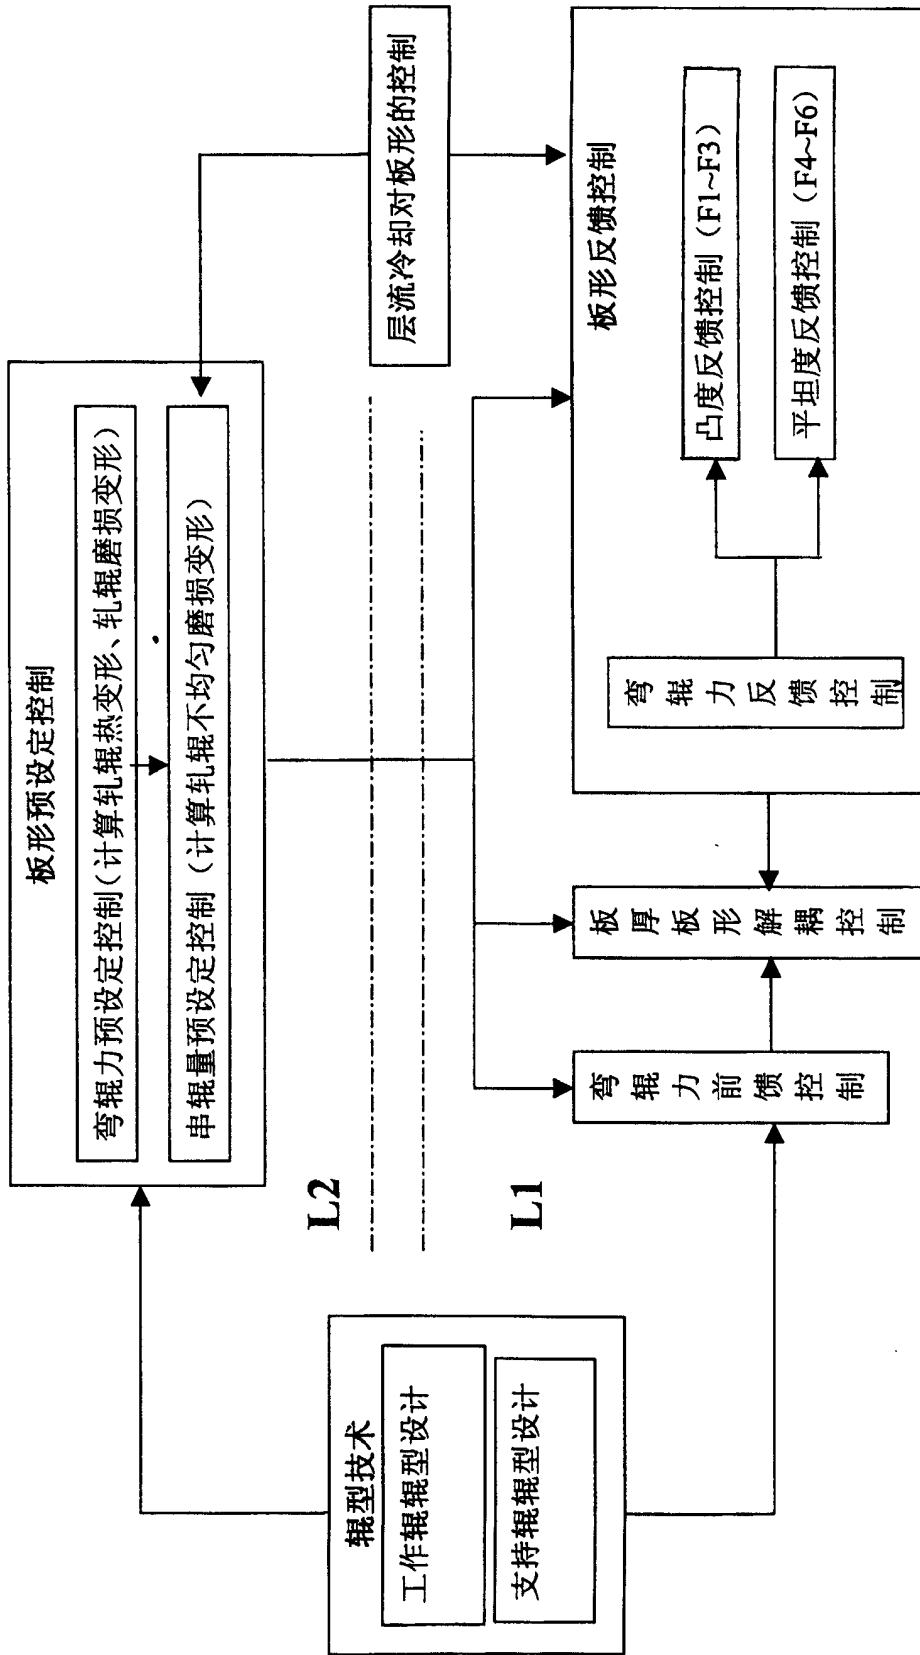 板形预设定控制
弯辊力预设定控制(计算轧辊热变形、轧辊磨损变形)
串辊量预设定控制（计算轧辊不均匀磨损变形）
L2
L1
辊型技术
工作辊辊型设计
支持辊辊型设计
层流冷却对板形的控制
弯辊力前馈控制
板厚板形解耦控制
板形反馈控制
弯辊力反馈控制
凸度反馈控制（F1~F3）
平坦度反馈控制（F4~F6）